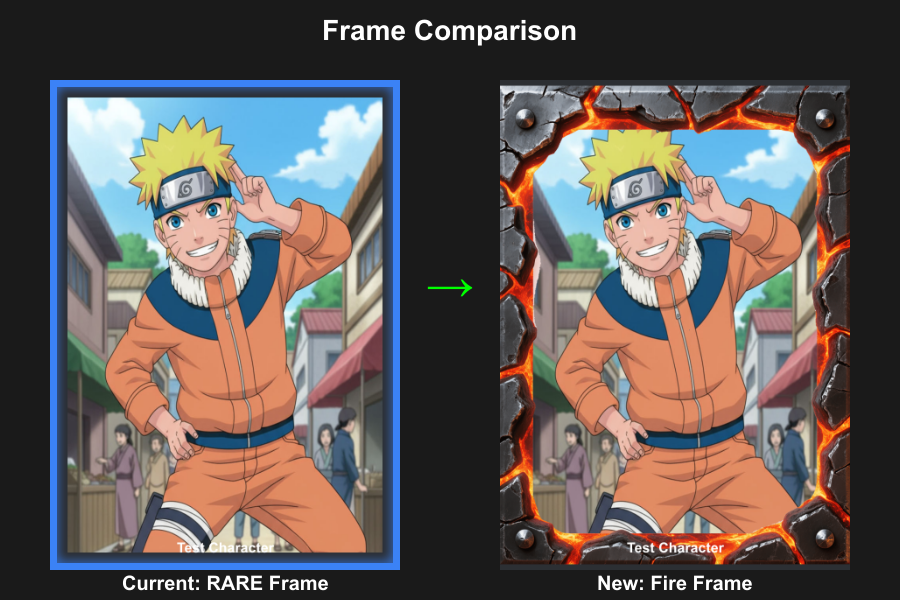 Frame Comparison
→
Test Character
Test Character
Current: RARE Frame
New: Fire Frame